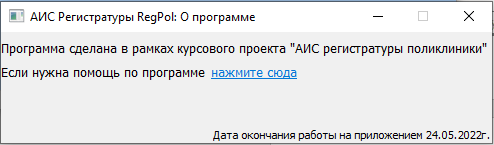 АИС Регистратуры RegPol: О программе
Программа сделана в рамках курсового проекта "АИС регистратуры поликлиники"
Если нужна помощь по программе нажмите сюда
Дата окончания работы на приложением 24.05.2022г.